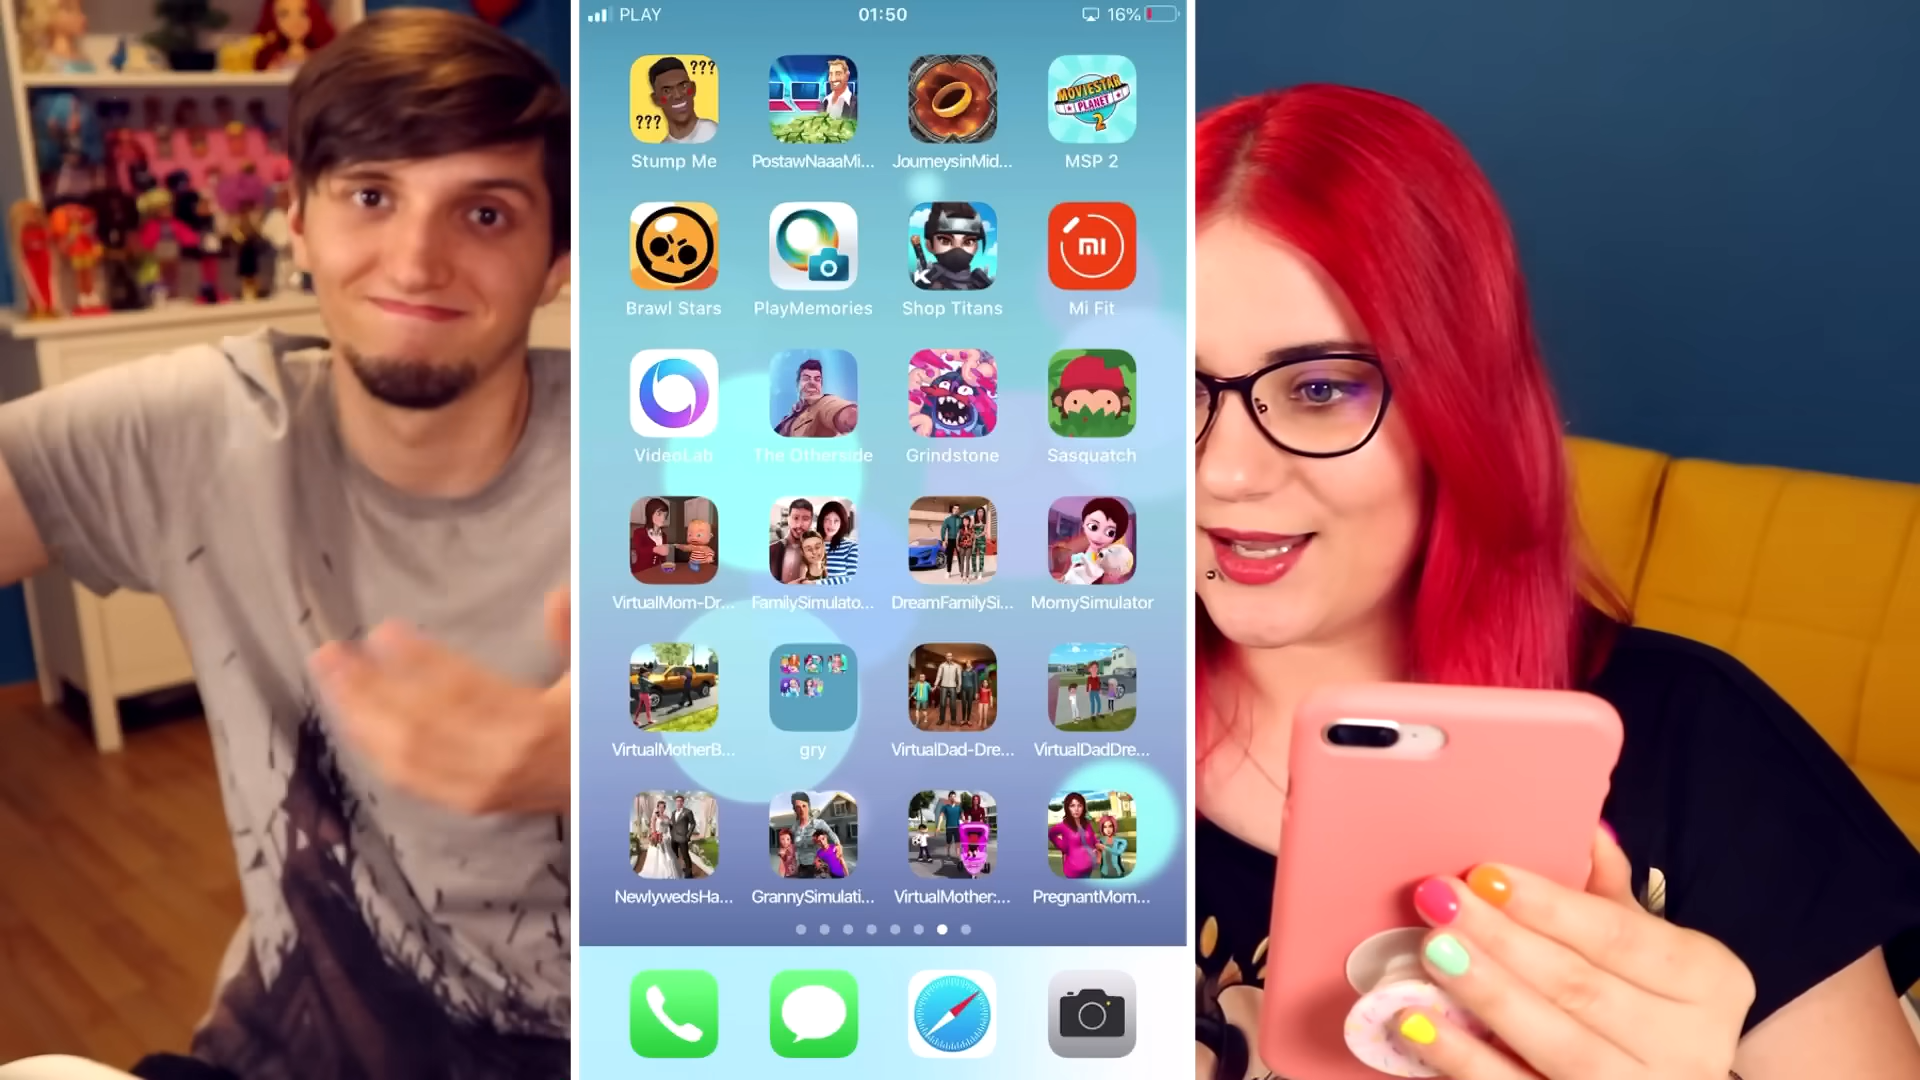 PLAY 01:50 16%
???
???
MOVIESTAR
PLANET
2
Stump Me PostawNaaaMi... JourneysinMid... MSP 2
K
mi
Brawl Stars PlayMemories Shop Titans Mi Fit
VideoLab The Otherside Grindstone Sasquatch
VirtualMom-Dr... FamilySimulato... DreamFamilySi... MomySimulator
VirtualMotherB... gry VirtualDad-Dre... VirtualDadDre...
NewlywedsHa... GrannySimulati... VirtualMother:... PregnantMom...